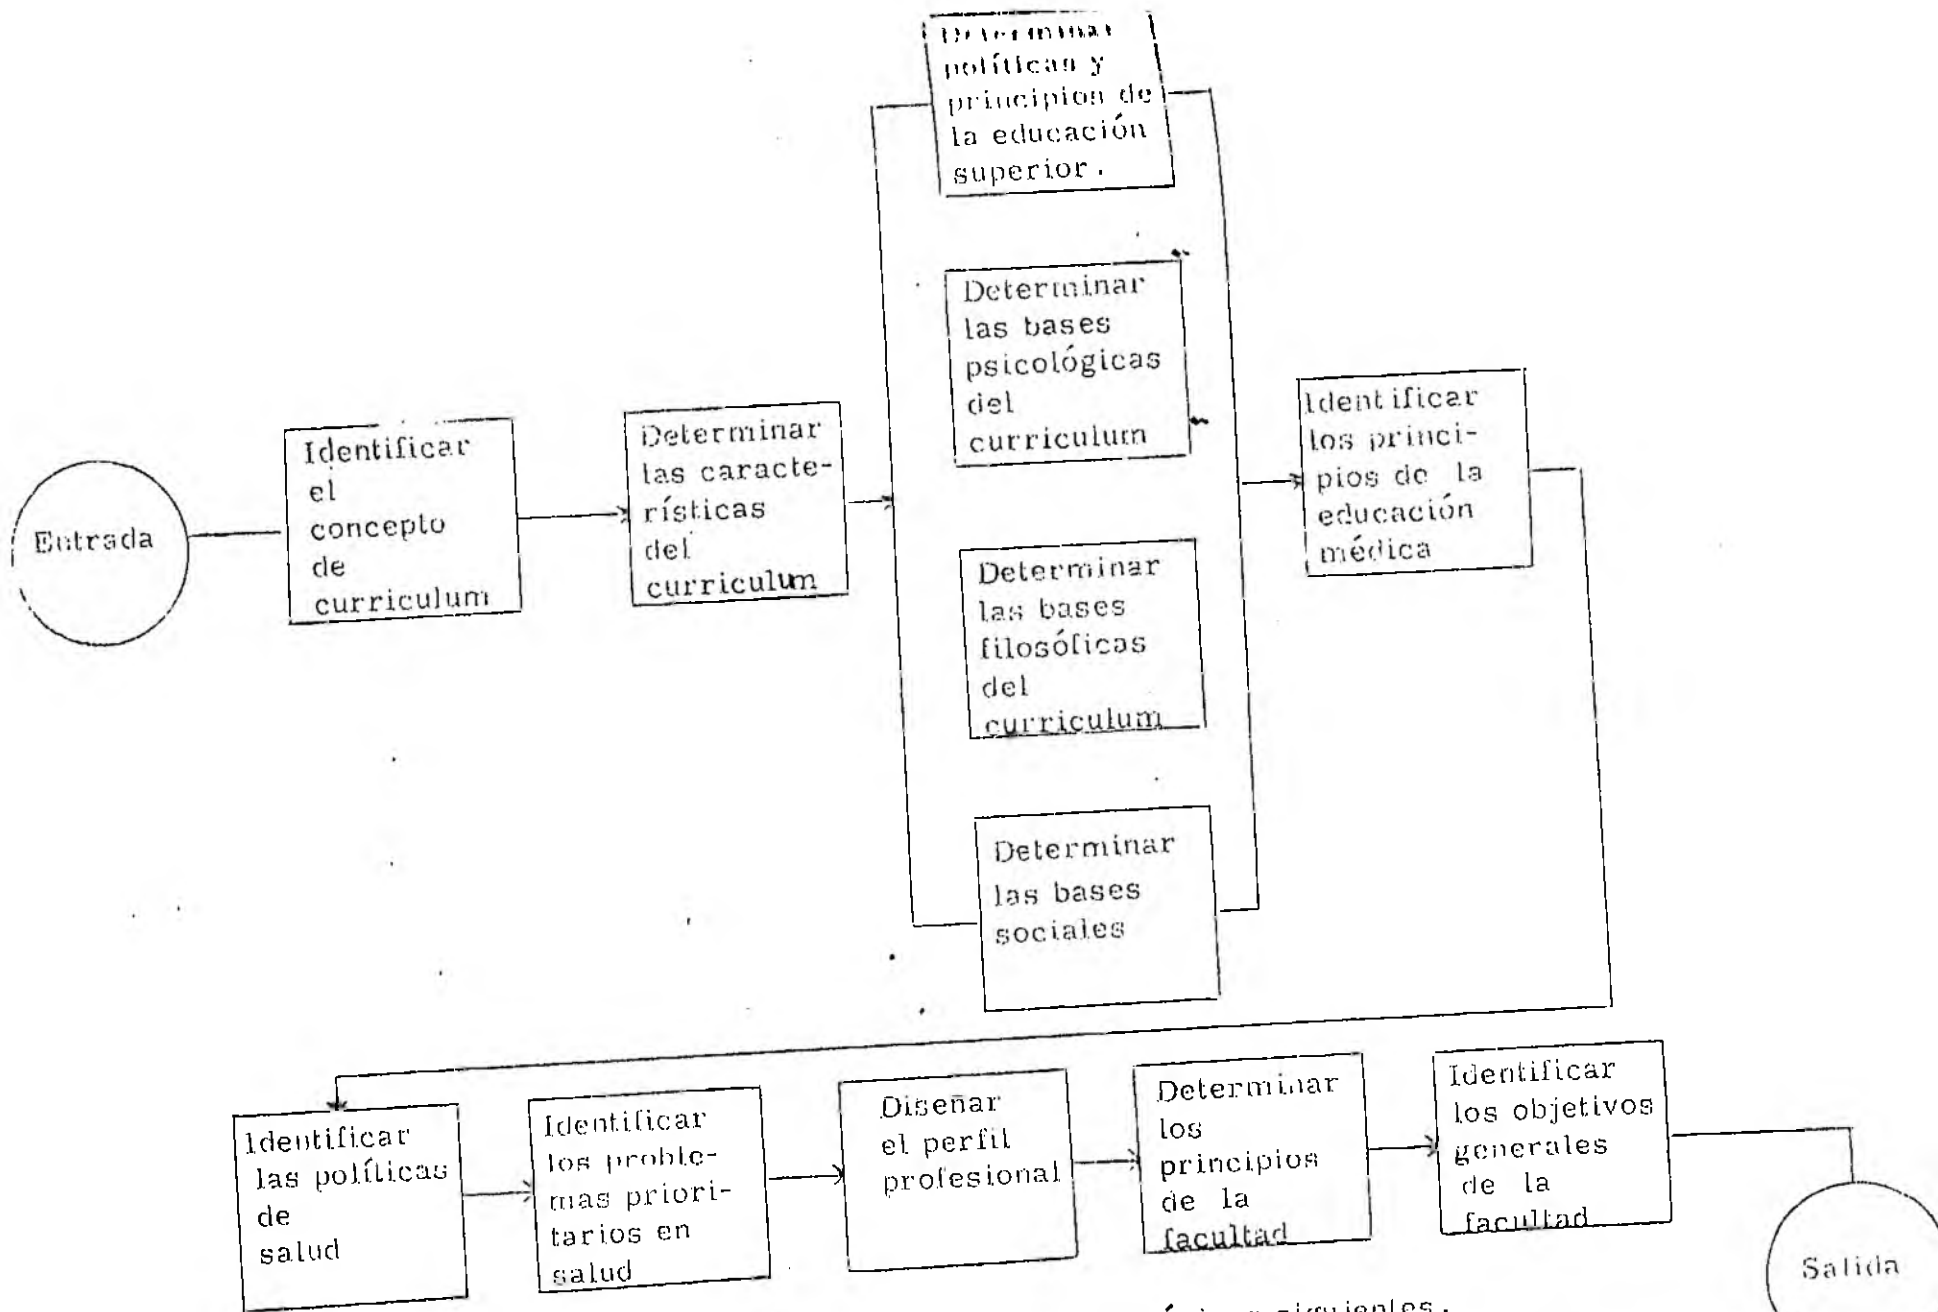 Entrada
Identificar
el
concepto
de
curriculum
Determinar
las caracte-
rísticas
del
curriculum
Determinar
políticas y
principios de
la educación
superior.
Determinar
las bases
psicológicas
del
curriculum
Determinar
las bases
filosóficas
del
curriculum
Determinar
las bases
sociales
Identificar
los princi-
pios de la
educación
médica
Identificar
las políticas
de
salud
Identificar
los proble-
mas priori-
tarios en
salud
Diseñar
el perfil
profesional
Determinar
los
principios
de la
facultad
Identificar
los objetivos
generales
de la
facultad
Salida
siguientes.